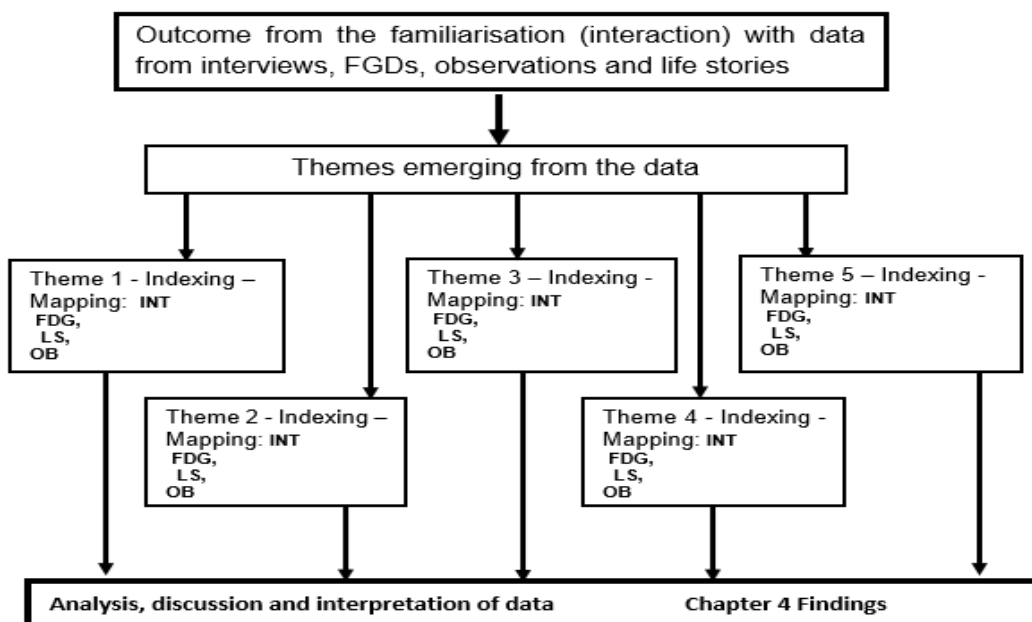 Outcome from the familiarisation (interaction) with data
from interviews, FGDs, observations and life stories
Themes emerging from the data
Theme 1 - Indexing –
Mapping: INT
FDG,
LS,
OB
Theme 2 - Indexing –
Mapping: INT
FDG,
LS,
OB
Theme 3 – Indexing -
Mapping: INT
FDG,
LS,
OB
Theme 4 - Indexing -
Mapping: INT
FDG,
LS,
OB
Theme 5 – Indexing -
Mapping: INT
FDG,
LS,
OB
Analysis, discussion and interpretation of data Chapter 4 Findings